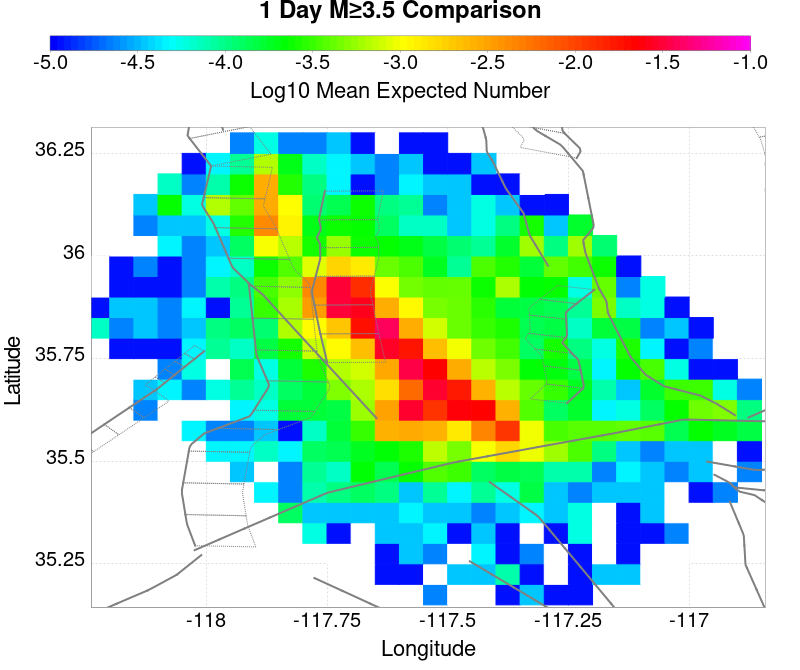 1 Day M≥3.5 Comparison
-5.0 -4.5 -4.0 -3.5 -3.0 -2.5 -2.0 -1.5 -1.0
Log10 Mean Expected Number
36.25
36
35.75
35.5
35.25
Latitude
-118 -117.75 -117.5 -117.25 -117
Longitude